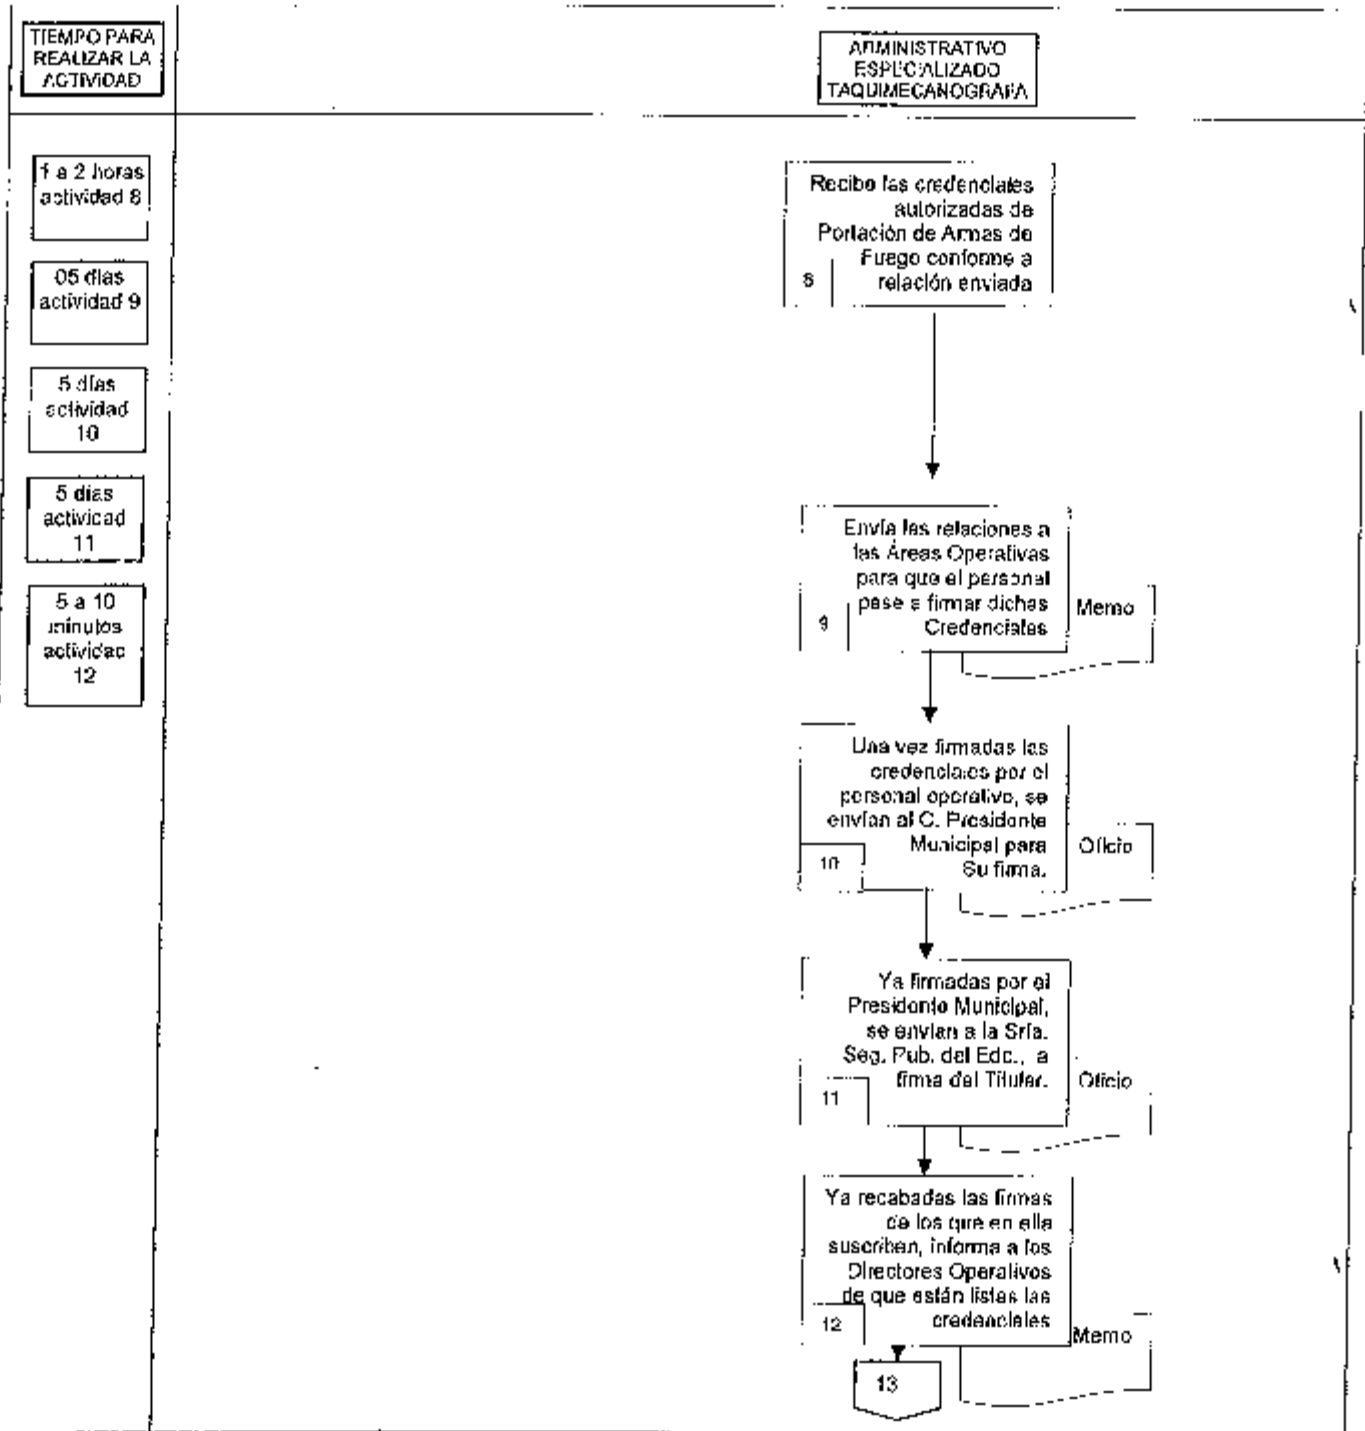 TIEMPO PARA
REALIZAR LA
ACTIVIDAD
ADMINISTRATIVO
ESPECIALIZADO
TAQUIMECANOGRAFA
1 a 2 horas
actividad 8
05 días
actividad 9
5 días
actividad
10
5 días
actividad
11
5 a 10
minutos
actividad
12
Recibe las credenciales
autorizadas de
Portación de Armas de
Fuego conforme a
relación enviada
8
Envía las relaciones a
las Áreas Operativas
para que el personal
pase a firmar dichas
Credenciales
9
Memo
Una vez firmadas las
credenciales por el
personal operativo, se
envían al C. Presidente
Municipal para
Su firma.
10
Oficio
Ya firmadas por el
Presidente Municipal,
se envían a la Sría.
Seg. Pub. del Edo., a
firma del Titular.
11
Oficio
Ya recabadas las firmas
de los que en ella
suscriben, informa a los
Directores Operativos
de que están listas las
credenciales
12
Memo
13